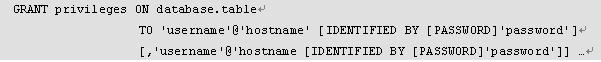 GRANT privileges ON database.table↵
TO 'username'@'hostname' [IDENTIFIED BY [PASSWORD]'password']↵
[,'username'@'hostname [IDENTIFIED BY [PASSWORD]'password']] …↵